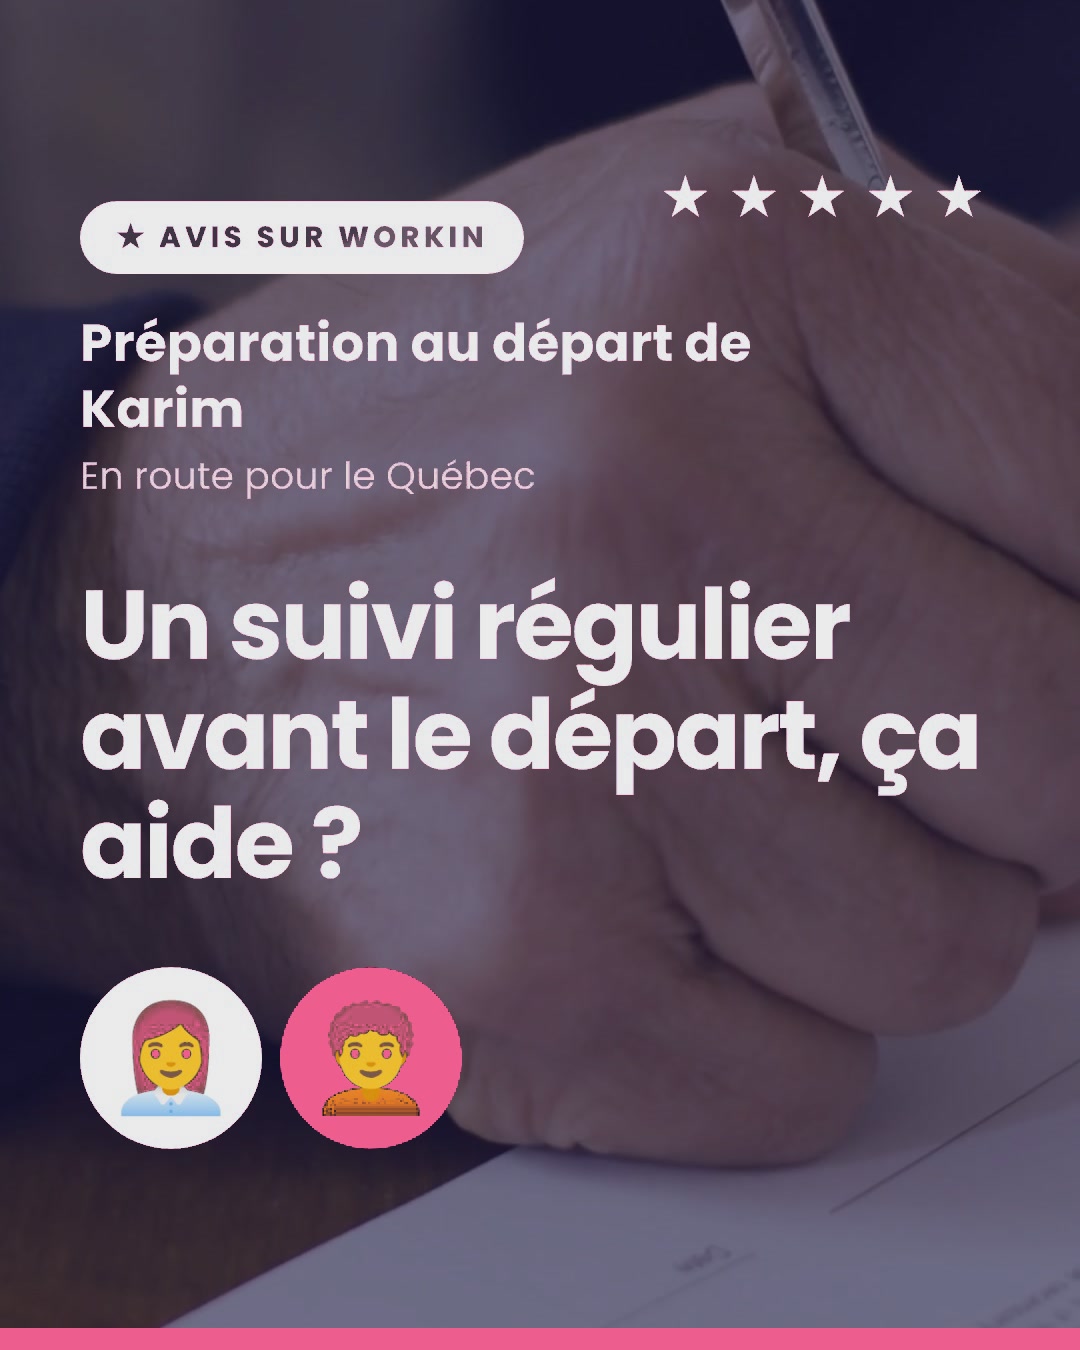 ★ ★ ★ ★ ★
★ AVIS SUR WORKIN
Préparation au départ de
Karim
En route pour le Québec
Un suivi régulier
avant le départ, ça
aide ?